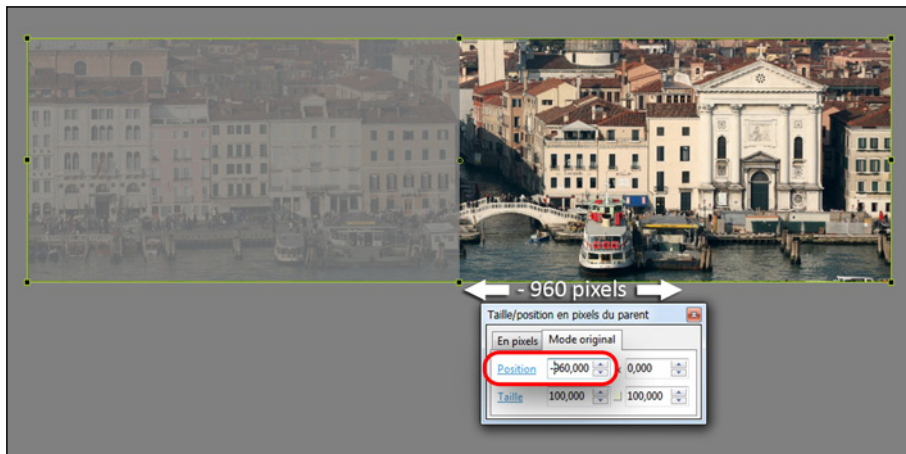 - 960 pixels
Taille/position en pixels du parent
En pixels Mode original
Position -960,000 x 0,000
Taille 100,000 100,000